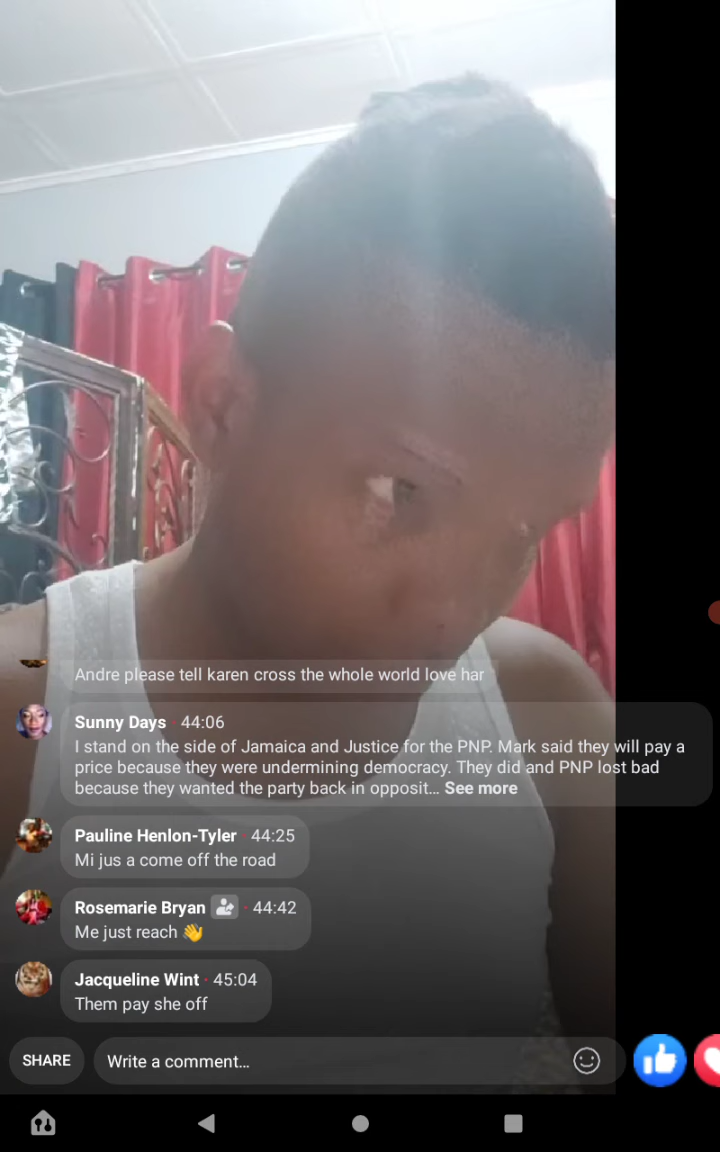 Andre please tell karen cross the whole world love har
Sunny Days · 44:06
I stand on the side of Jamaica and Justice for the PNP. Mark said they will pay a
price because they were undermining democracy. They did and PNP lost bad
because they wanted the party back in opposit... See more
Pauline Henlon-Tyler · 44:25
Mi jus a come off the road
Rosemarie Bryan · 44:42
Me just reach 👋
Jacqueline Wint · 45:04
Them pay she off
SHARE
Write a comment...